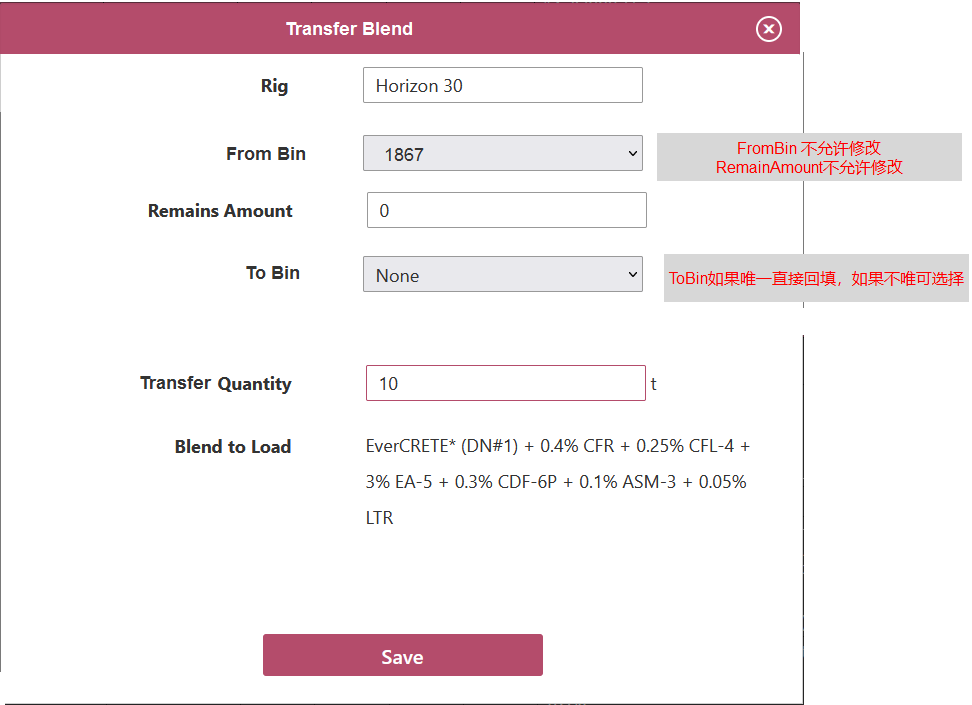 Transfer Blend
Rig
Horizon 30
From Bin
1867
FromBin 不允许修改
RemainAmount不允许修改
Remains Amount
0
To Bin
None
ToBin如果唯一直接回填，如果不唯可选择
Transfer Quantity
10
t
Blend to Load
EverCRETE* (DN#1) + 0.4% CFR + 0.25% CFL-4 +
3% EA-5 + 0.3% CDF-6P + 0.1% ASM-3 + 0.05%
LTR
Save